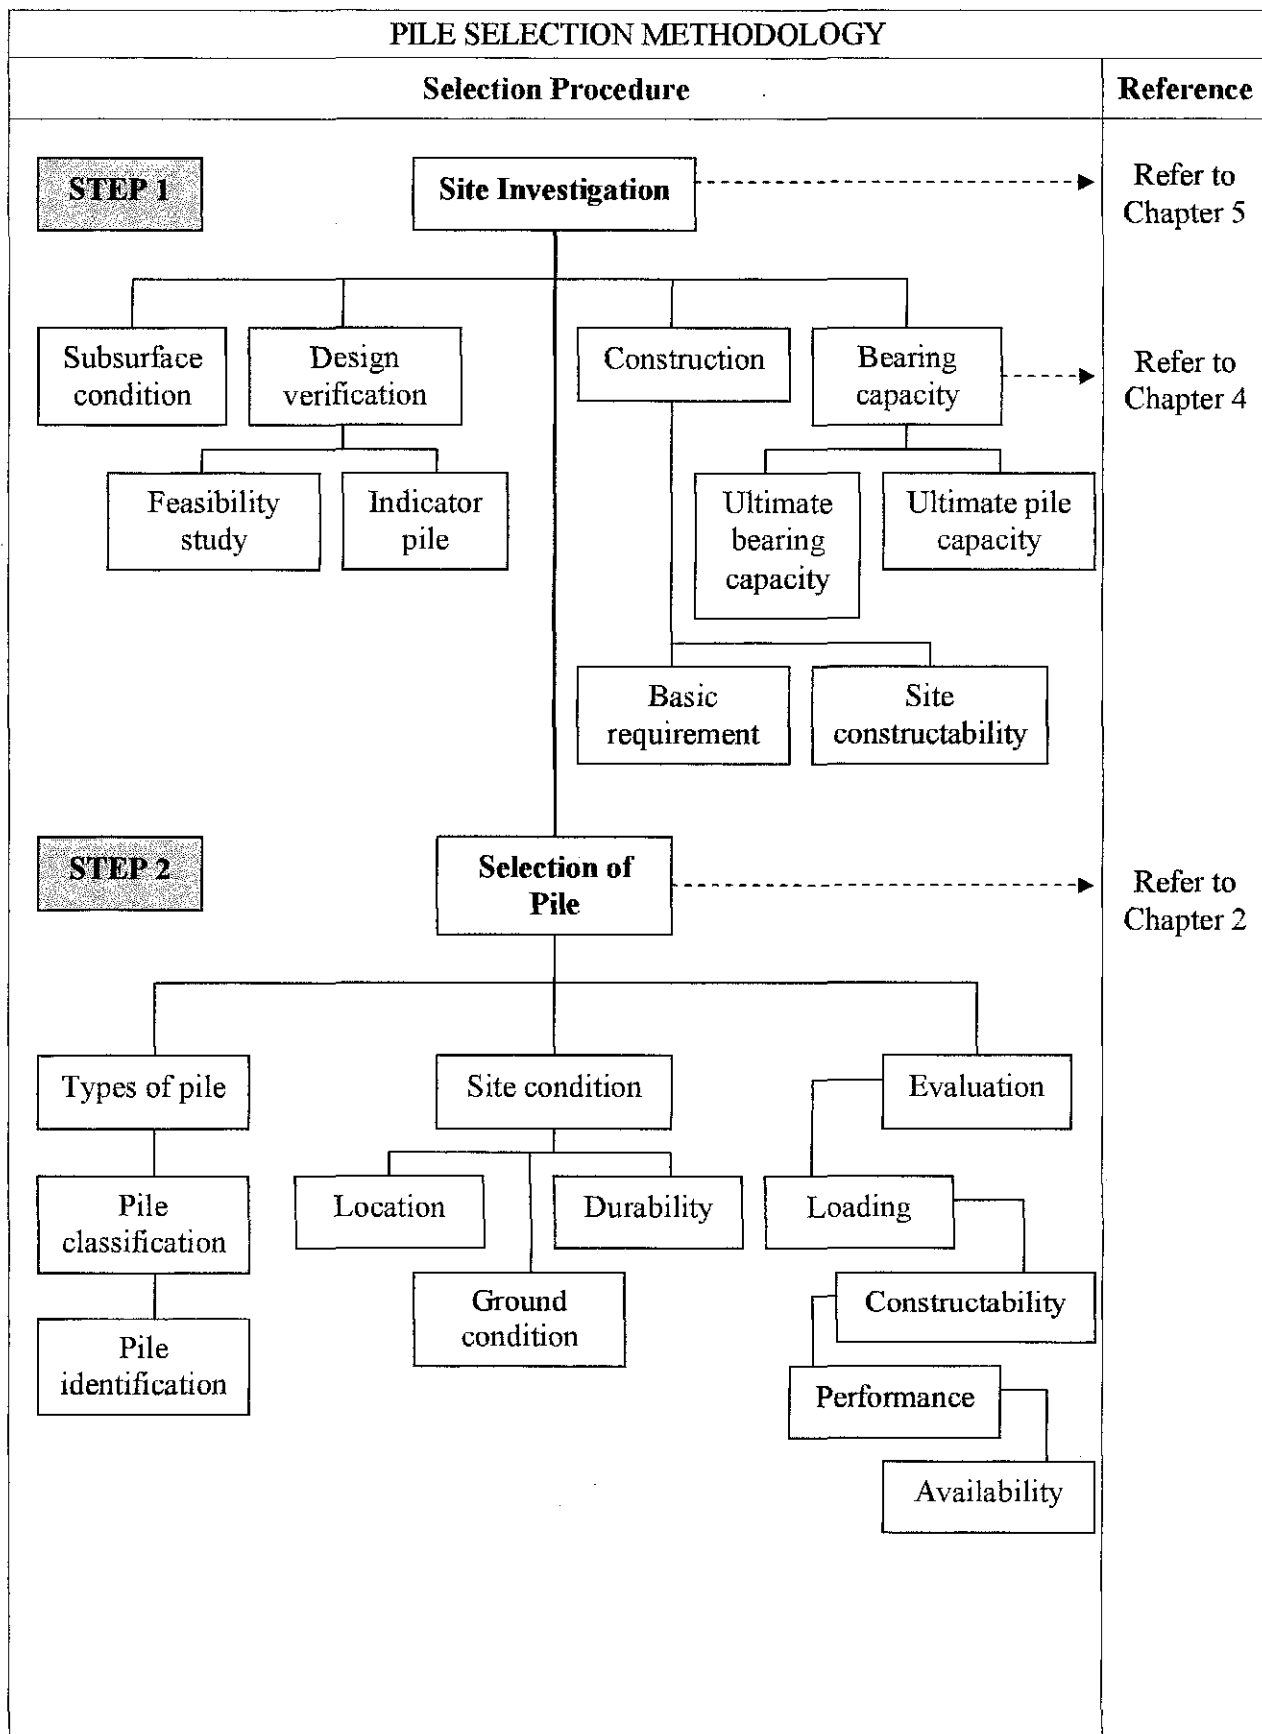 PILE SELECTION METHODOLOGY
Selection Procedure
Reference
STEP 1
Site Investigation
Refer to
Chapter 5
Subsurface
condition
Design
verification
Construction
Bearing
capacity
Refer to
Chapter 4
Feasibility
study
Indicator
pile
Ultimate
bearing
capacity
Ultimate pile
capacity
Basic
requirement
Site
constructability
STEP 2
Selection of
Pile
Refer to
Chapter 2
Types of pile
Site condition
Evaluation
Pile
classification
Location
Durability
Loading
Ground
condition
Constructability
Pile
identification
Performance
Availability